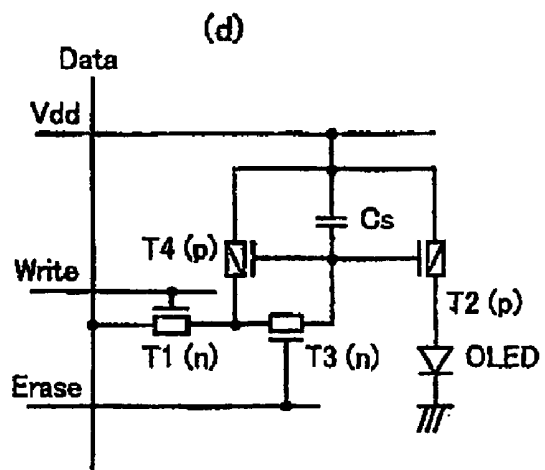 (d)
Data
Vdd
Cs
T4 (p)
Write
T2 (p)
T1 (n)
T3 (n)
OLED
Erase